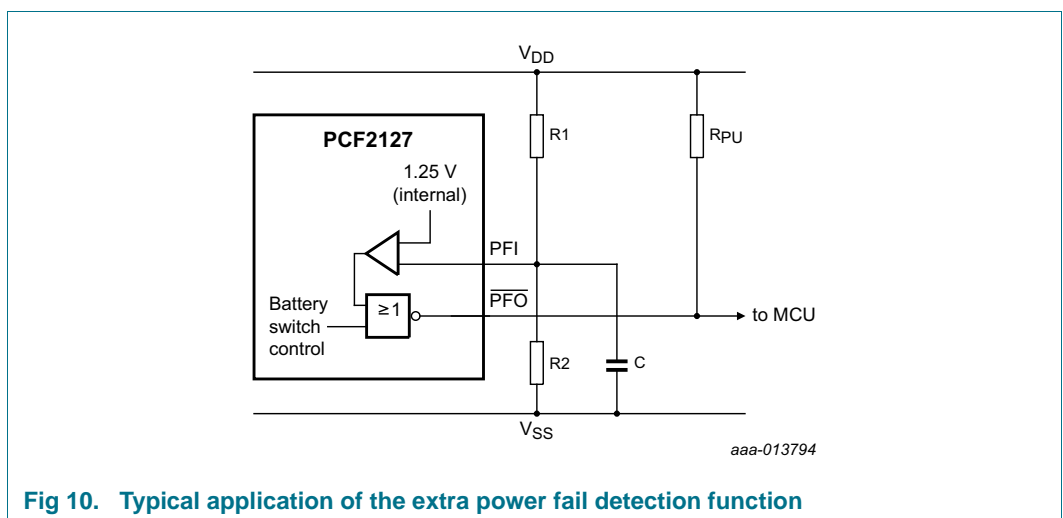 VDD
PCF2127
R1
RPU
1.25 V
(internal)
PFI
PFO
Battery
switch
control
≥1
to MCU
R2
C
VSS
aaa-013794
Fig 10. Typical application of the extra power fail detection function